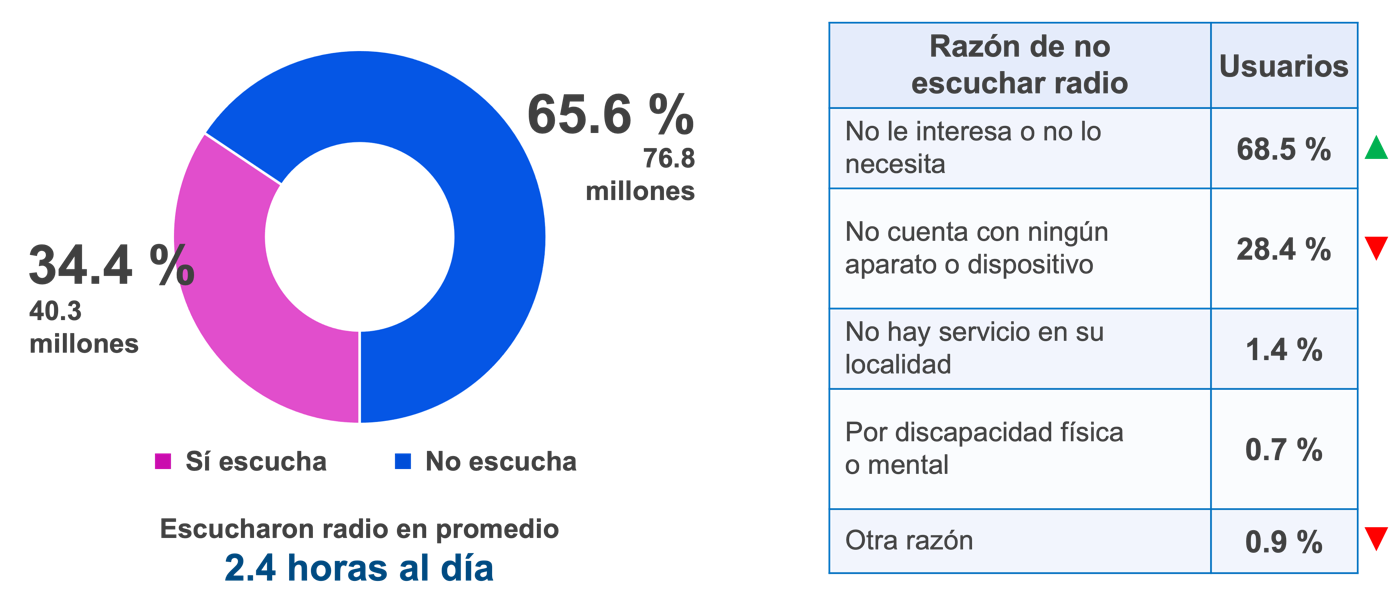 65.6 %
76.8
millones
34.4 %
40.3
millones
Sí escucha
No escucha
Escucharon radio en promedio
2.4 horas al día
Razón de no
escuchar radio
Usuarios
No le interesa o no lo
necesita
68.5 %
No cuenta con ningún
aparato o dispositivo
28.4 %
No hay servicio en su
localidad
1.4 %
Por discapacidad física
o mental
0.7 %
Otra razón
0.9 %